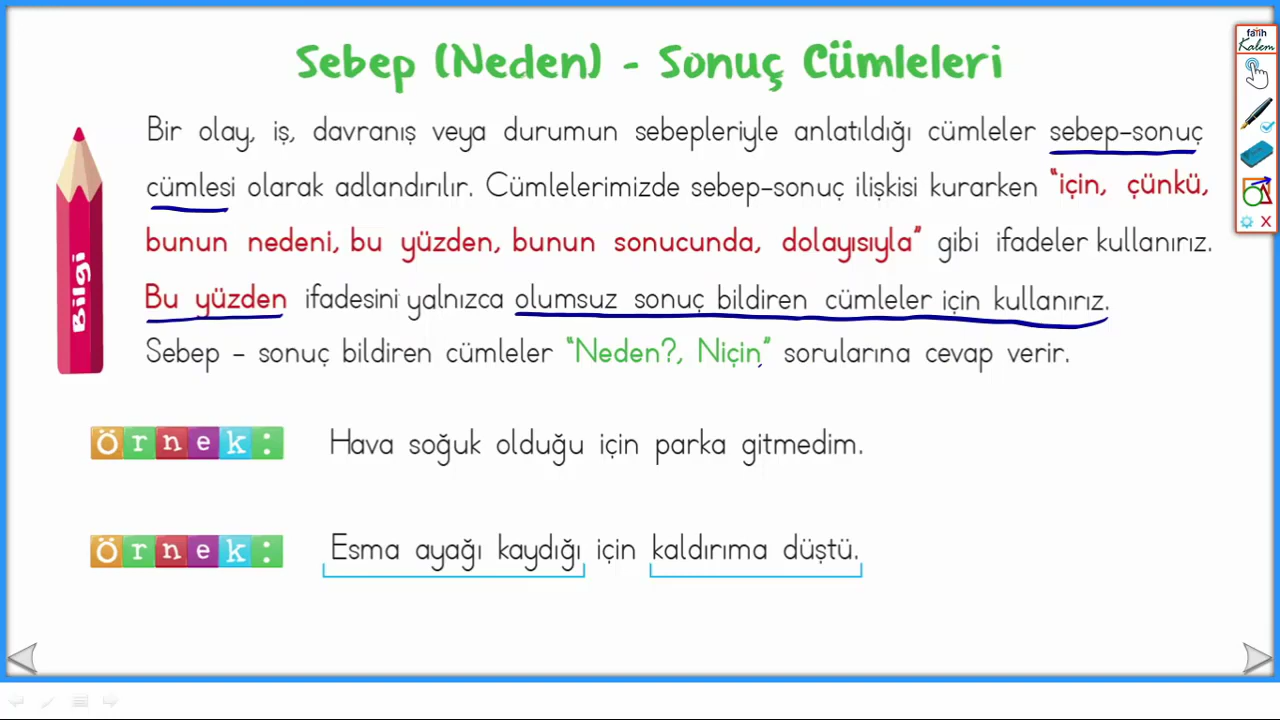 Sebep (Neden) - Sonuç Cümleleri
fatih
Kalem
Bir olay, iş, davranış veya durumun sebepleriyle anlatıldığı cümleler sebep-sonuç
cümlesi olarak adlandırılır. Cümlelerimizde sebep-sonuç ilişkisi kurarken "için, çünkü,
bunun nedeni, bu yüzden, bunun sonucunda, dolayısıyla" gibi ifadeler kullanırız.
Bu yüzden ifadesini yalnızca olumsuz sonuç bildiren cümleler için kullanırız.
Sebep - sonuç bildiren cümleler "Neden?, Niçin" sorularına cevap verir.
Bilgi
Örnek: Hava soğuk olduğu için parka gitmedim.
Örnek: Esma ayağı kaydığı için kaldırıma düştü.